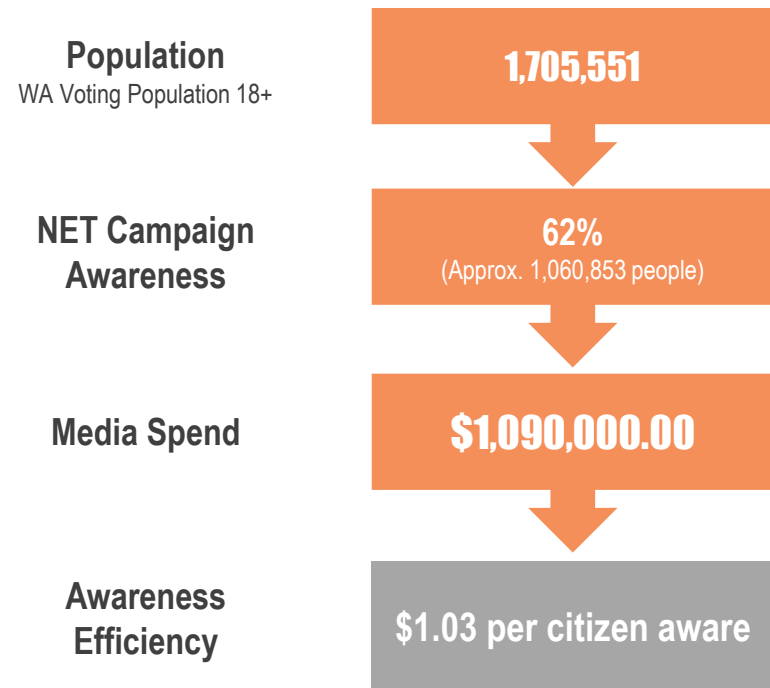 Population
WA Voting Population 18+
1,705,551
NET Campaign
Awareness
62%
(Approx. 1,060,853 people)
Media Spend
$1,090,000.00
Awareness
Efficiency
$1.03 per citizen aware